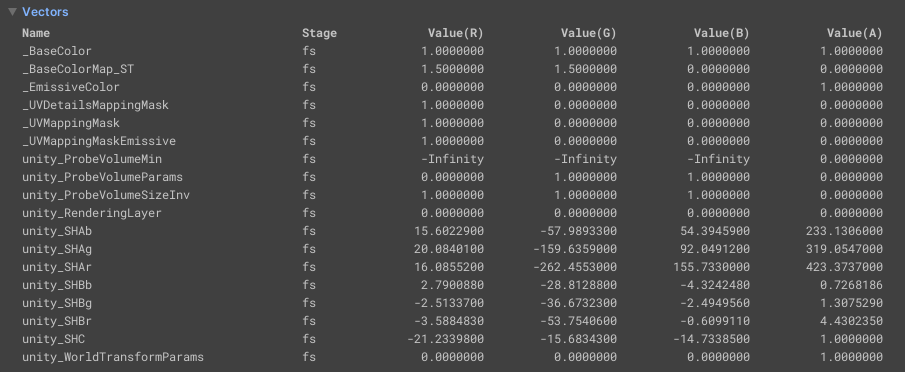 Vectors
Name Stage Value(R) Value(G) Value(B) Value(A)
_BaseColor fs 1.0000000 1.0000000 1.0000000 1.0000000
_BaseColorMap_ST fs 1.5000000 1.5000000 0.0000000 0.0000000
_EmissiveColor fs 0.0000000 0.0000000 0.0000000 1.0000000
_UVDetailsMappingMask fs 1.0000000 0.0000000 0.0000000 0.0000000
_UVMappingMask fs 1.0000000 0.0000000 0.0000000 0.0000000
_UVMappingMaskEmissive fs 1.0000000 0.0000000 0.0000000 0.0000000
unity_ProbeVolumeMin fs -Infinity -Infinity -Infinity 0.0000000
unity_ProbeVolumeParams fs 0.0000000 1.0000000 1.0000000 0.0000000
unity_ProbeVolumeSizeInv fs 1.0000000 1.0000000 1.0000000 0.0000000
unity_RenderingLayer fs 0.0000000 0.0000000 0.0000000 0.0000000
unity_SHAb fs 15.6022900 -57.9893300 54.3945900 233.1306000
unity_SHAg fs 20.0840100 -159.6359000 92.0491200 319.0547000
unity_SHAr fs 16.0855200 -262.4553000 155.7330000 423.3737000
unity_SHBb fs 2.7900880 -28.8128800 -4.3242480 0.7268186
unity_SHBg fs -2.5133700 -36.6732300 -2.4949560 1.3075290
unity_SHBr fs -3.5884830 -53.7540600 -0.6099110 4.4302350
unity_SHC fs -21.2339800 -15.6834300 -14.7338500 1.0000000
unity_WorldTransformParams fs 0.0000000 0.0000000 0.0000000 1.0000000